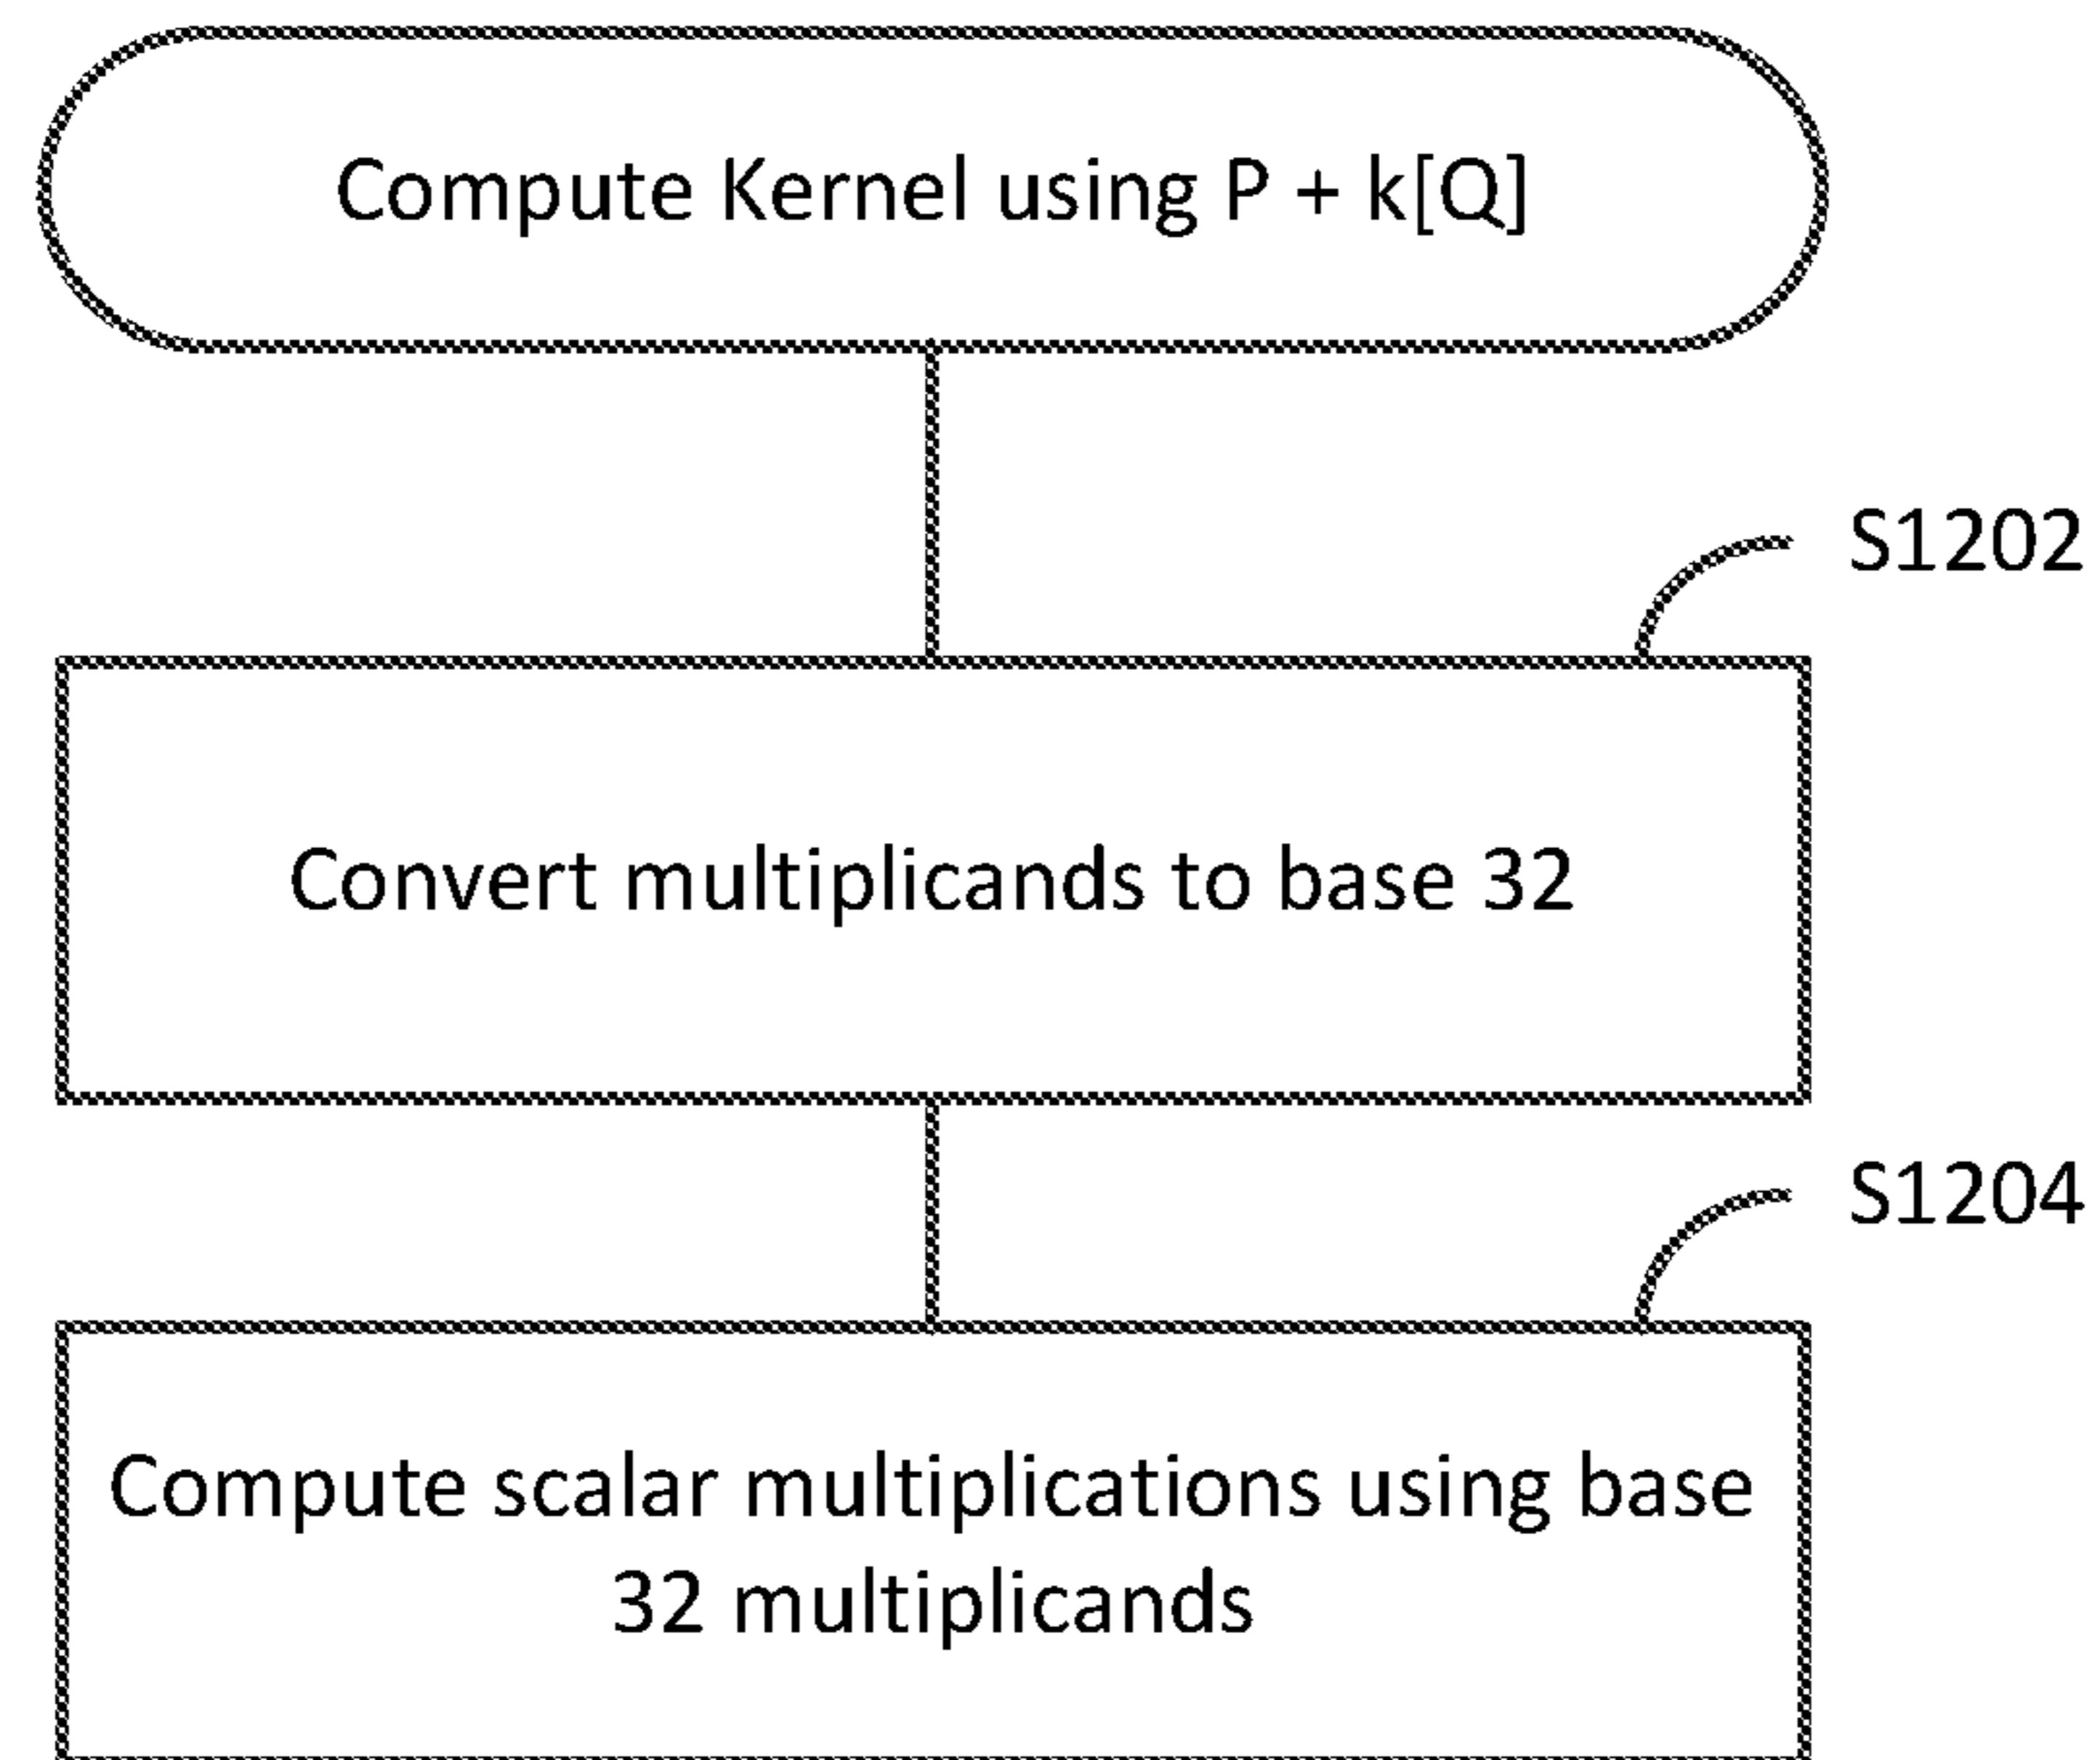 Compute Kernel using P + k[Q]
S1202
Convert multiplicands to base 32
S1204
Compute scalar multiplications using base
32 multiplicands